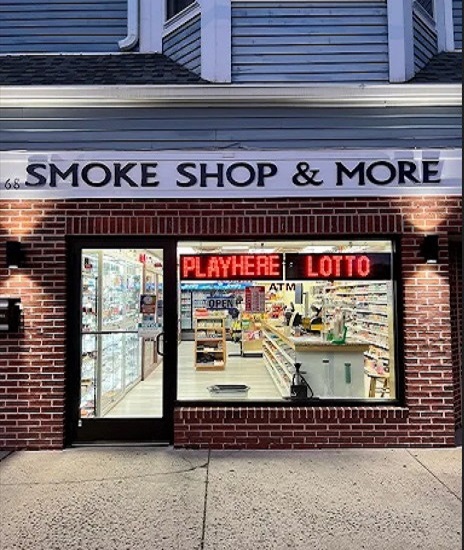 68 SMOKE SHOP & MORE
PLAYHERE LOTTO
OPEN
ATM